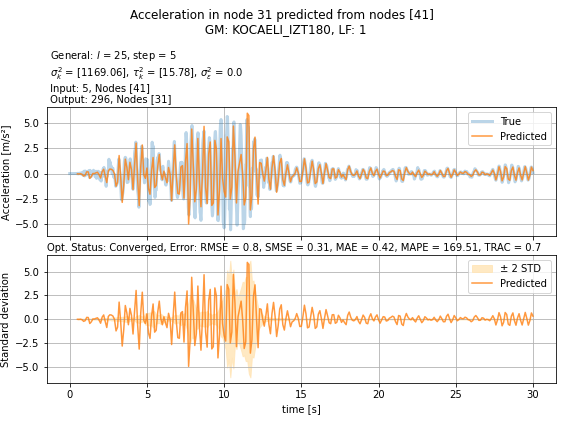 Acceleration in node 31 predicted from nodes [41]
GM: KOCAELI_IZT180, LF: 1
General: l = 25, step = 5
σ²ₖ = [1169.06], τ²ₖ = [15.78], σ²ε = 0.0
Input: 5, Nodes [41]
Output: 296, Nodes [31]
Acceleration [m/s²]
5.0
2.5
0.0
−2.5
−5.0
True
Predicted
Opt. Status: Converged, Error: RMSE = 0.8, SMSE = 0.31, MAE = 0.42, MAPE = 169.51, TRAC = 0.7
Standard deviation
5.0
2.5
0.0
−2.5
−5.0
± 2 STD
Predicted
0 5 10 15 20 25 30
time [s]